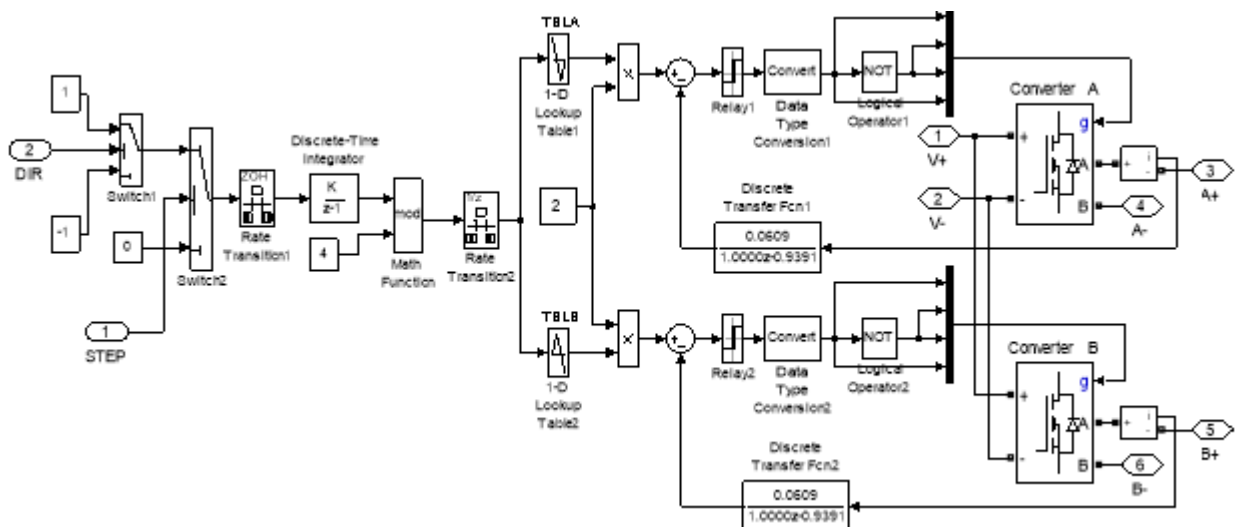 1
2
DIR
-1
Switch1
STEP
1
0
Switch2
ZOH
Rate
Transition1
Discrete-Time
Integrator
K
z-1
4
mod
Math
Function
1/z
Rate
Transition2
TBLA
1-D
Lookup
Table1
2
TBLB
1-D
Lookup
Table2
×
+
-
Relay1
Convert
Data
Type
Conversion1
NOT
Logical
Operator1
Discrete
Transfer Fcn1
0.0609
1.0000z-0.9391
×
+
-
Relay2
Convert
Data
Type
Conversion2
NOT
Logical
Operator2
Discrete
Transfer Fcn2
0.0609
1.0000z-0.9391
1
V+
2
V-
Converter A
g
+
-
A
B
+
i
-
3
A+
4
A-
Converter B
g
+
-
A
B
+
i
-
5
B+
6
B-